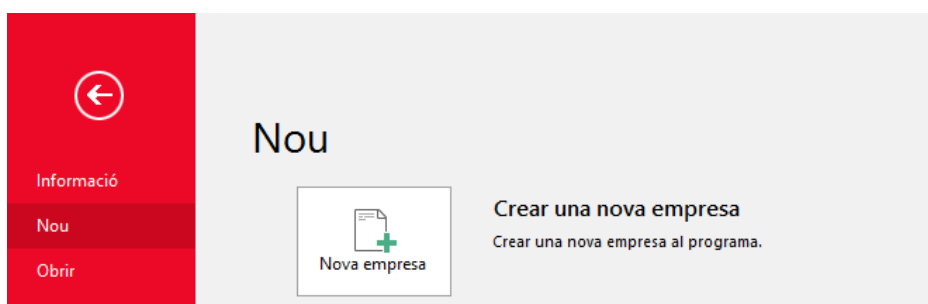 Nou
Informació
Nou
Obrir
Nova empresa
Crear una nova empresa
Crear una nova empresa al programa.